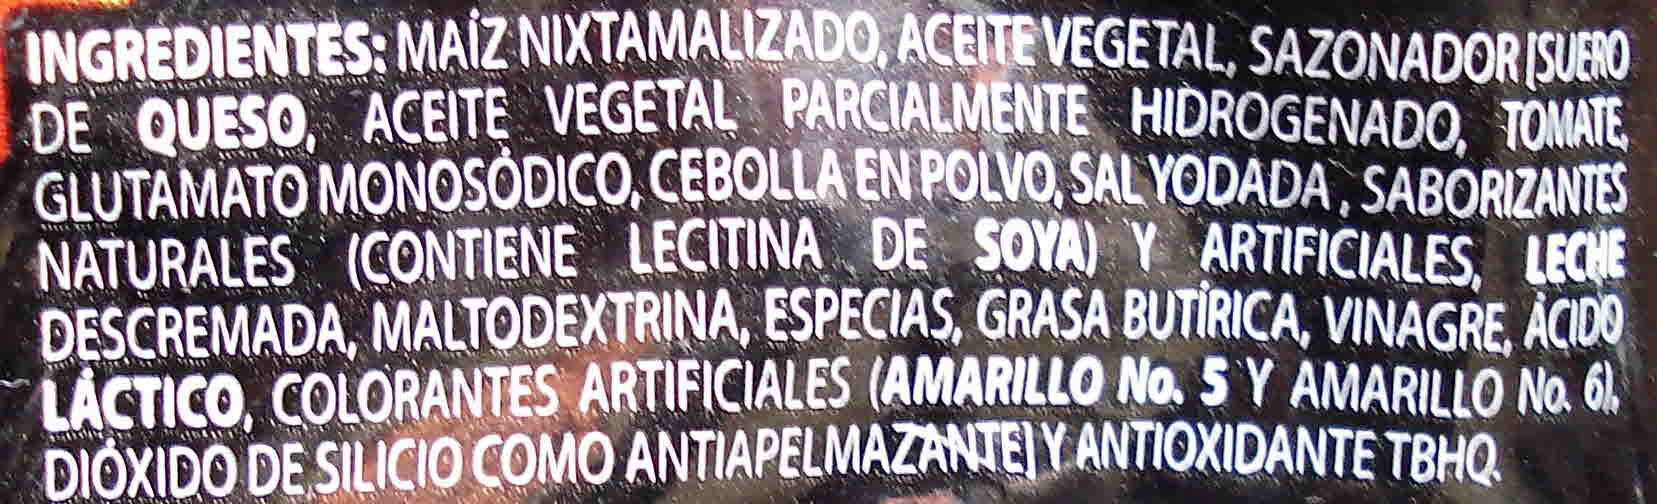 INGREDIENTES: MAÍZ NIXTAMALIZADO, ACEITE VEGETAL, SAZONADOR [SUERO
DE QUESO, ACEITE VEGETAL PARCIALMENTE HIDROGENADO, TOMATE,
GLUTAMATO MONOSÓDICO, CEBOLLA EN POLVO, SAL YODADA, SABORIZANTES
NATURALES (CONTIENE LECITINA DE SOYA) Y ARTIFICIALES, LECHE
DESCREMADA, MALTODEXTRINA, ESPECIAS, GRASA BUTÍRICA, VINAGRE, ÁCIDO
LÁCTICO, COLORANTES ARTIFICIALES (AMARILLO No. 5 Y AMARILLO No. 6),
DIÓXIDO DE SILICIO COMO ANTIAPELMAZANTE] Y ANTIOXIDANTE TBHQ.